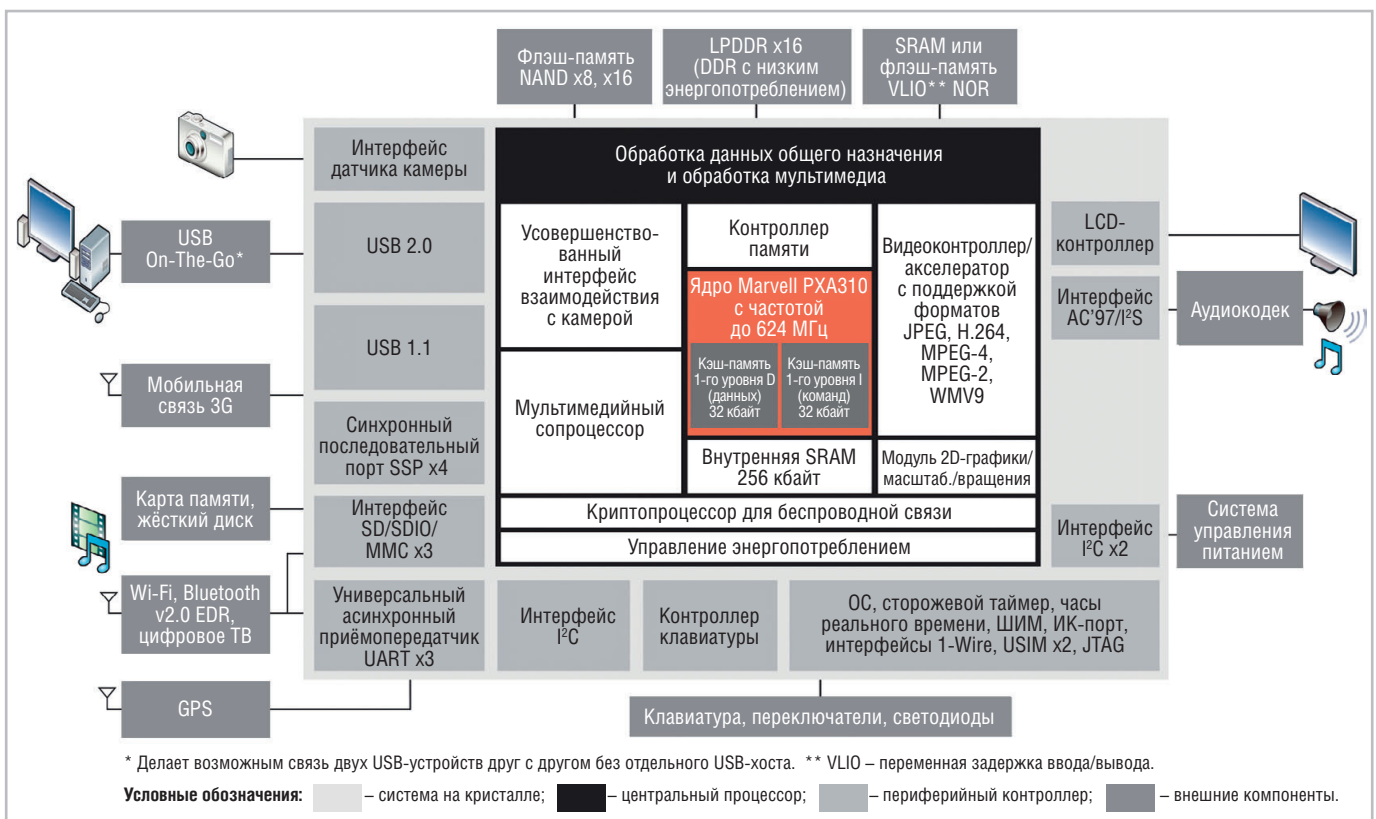 Флэш-память
NAND x8, x16
LPDDR x16
(DDR с низким
энергопотреблением)
SRAM или
флэш-память
VLIO** NOR
Интерфейс
датчика камеры
USB
On-The-Go*
USB 2.0
USB 1.1
Мобильная
связь 3G
Синхронный
последовательный
порт SSP x4
Карта памяти,
жёсткий диск
Интерфейс
SD/SDIO/
MMC x3
Wi-Fi, Bluetooth
v2.0 EDR,
цифровое ТВ
Универсальный
асинхронный
приёмопередатчик
UART x3
GPS
Обработка данных общего назначения
и обработка мультимедиа
Усовершенство-
ванный
интерфейс
взаимодействия
с камерой
Мультимедийный
сопроцессор
Контроллер
памяти
Ядро Marvell PXA310
с частотой
до 624 МГц
Кэш-память
1-го уровня D
(данных)
32 кбайт
Кэш-память
1-го уровня I
(команд)
32 кбайт
Внутренняя SRAM
256 кбайт
Видеоконтроллер/
акселератор
с поддержкой
форматов
JPEG, H.264,
MPEG-4,
MPEG-2,
WMV9
Модуль 2D-графики/
масштаб./вращения
Криптопроцессор для беспроводной связи
Управление энергопотреблением
LCD-
контроллер
Интерфейс
AC’97/I²S
Аудиокодек
Интерфейс
I²C x2
Система
управления
питанием
Интерфейс
I²C
Контроллер
клавиатуры
ОС, сторожевой таймер, часы
реального времени, ШИМ, ИК-порт,
интерфейсы 1-Wire, USIM x2, JTAG
Клавиатура, переключатели, светодиоды
* Делает возможным связь двух USB-устройств друг с другом без отдельного USB-хоста. ** VLIO – переменная задержка ввода/вывода.
Условные обозначения: – система на кристалле; – центральный процессор; – периферийный контроллер; – внешние компоненты.